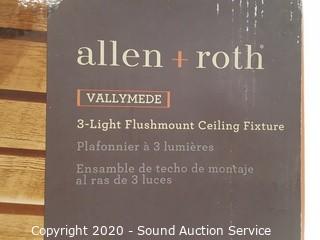 allen + roth®
VALLYMEDE
3-Light Flushmount Ceiling Fixture
Plafonnier à 3 lumières
Ensamble de techo de montaje
al ras de 3 luces
Copyright 2020 - Sound Auction Service